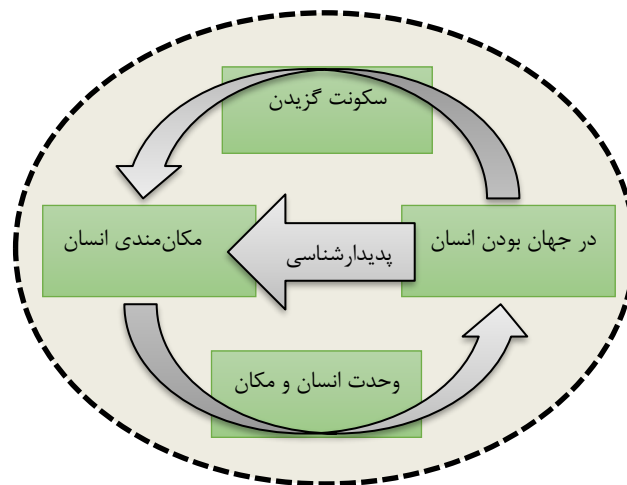 سکونت گزیدن
در جهان بودن انسان
پدیدارشناسی
مکان‌مندی انسان
وحدت انسان و مکان